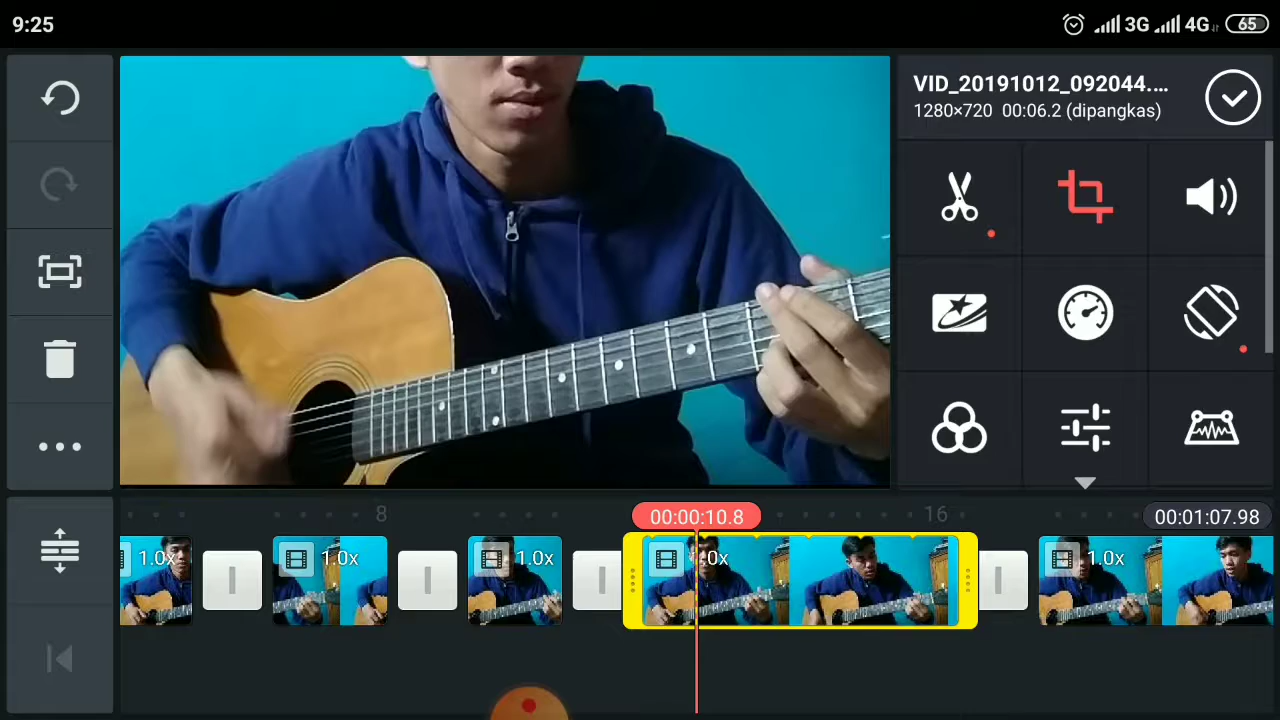 9:25
3G 4G 65
VID_20191012_092044....
1280×720 00:06.2 (dipangkas)
8 00:00:10.8 16 00:01:07.98
1.0x 1.0x 1.0x .0x 1.0x